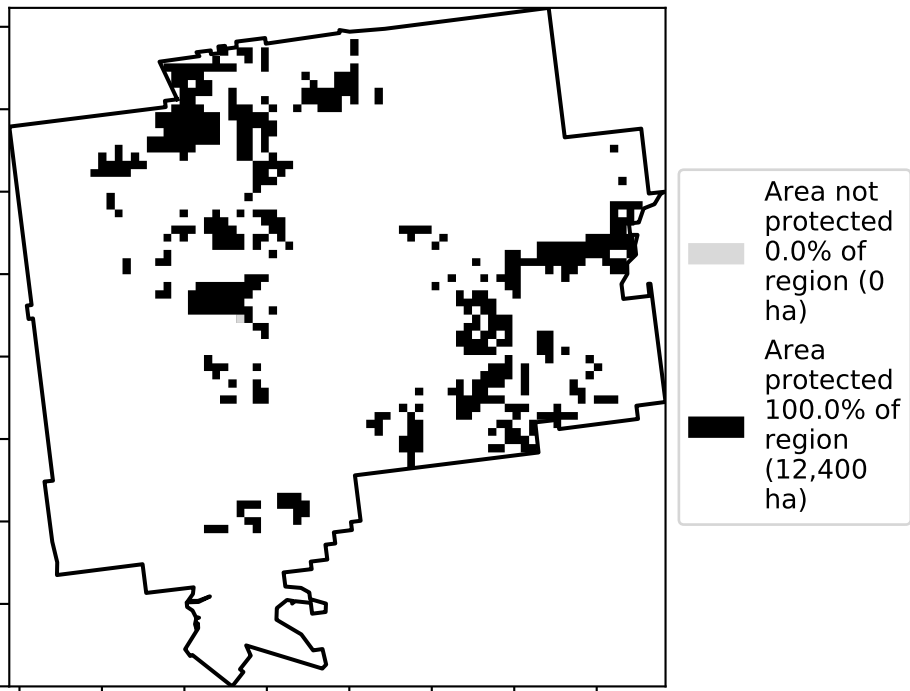 Area not
protected
0.0% of
region (0
ha)
Area
protected
100.0% of
region
(12,400
ha)